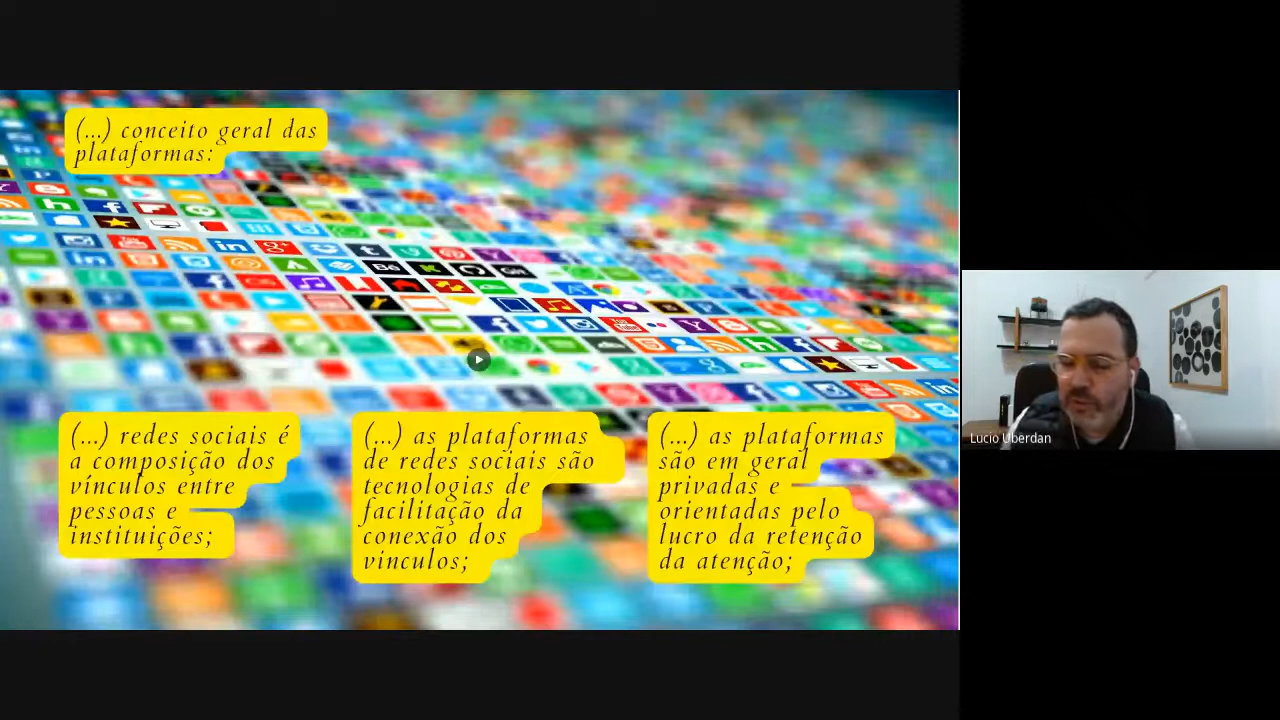 (...) conceito geral das
plataformas:
(...) redes sociais é
a composição dos
vínculos entre
pessoas e
instituições;
(...) as plataformas
de redes sociais são
tecnologias de
facilitação da
conexão dos
vínculos;
(...) as plataformas
são em geral
privadas e
orientadas pelo
lucro da retenção
da atenção;
Lucio Uberdan